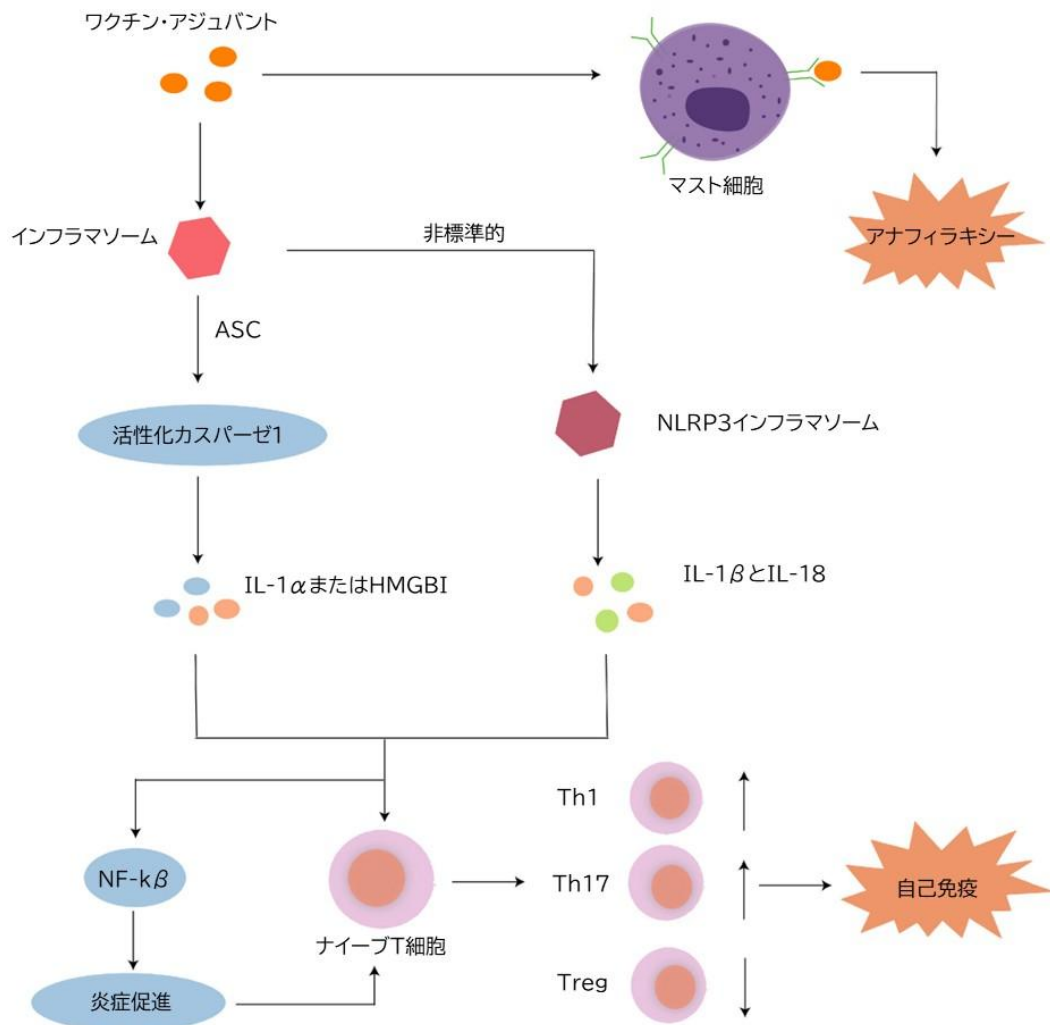 ワクチン・アジュバント
マスト細胞
アナフィラキシー
インフラマソーム
非標準的
ASC
活性化カスパーゼ1
NLRP3インフラマソーム
IL-1αまたはHMGBI
IL-1βとIL-18
Th1
NF-kβ
Th17
自己免疫
ナイーブT細胞
Treg
炎症促進